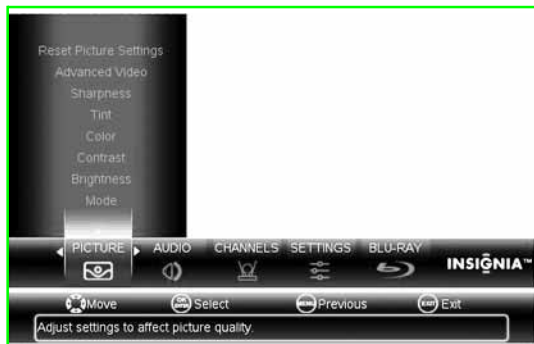 Reset Picture Settings
Advanced Video
Sharpness
Tint
Color
Contrast
Brightness
Mode
PICTURE AUDIO CHANNELS SETTINGS BLU-RAY
INSIGNIA™
Move OK ENTER Select MENU Previous EXIT Exit
Adjust settings to affect picture quality.